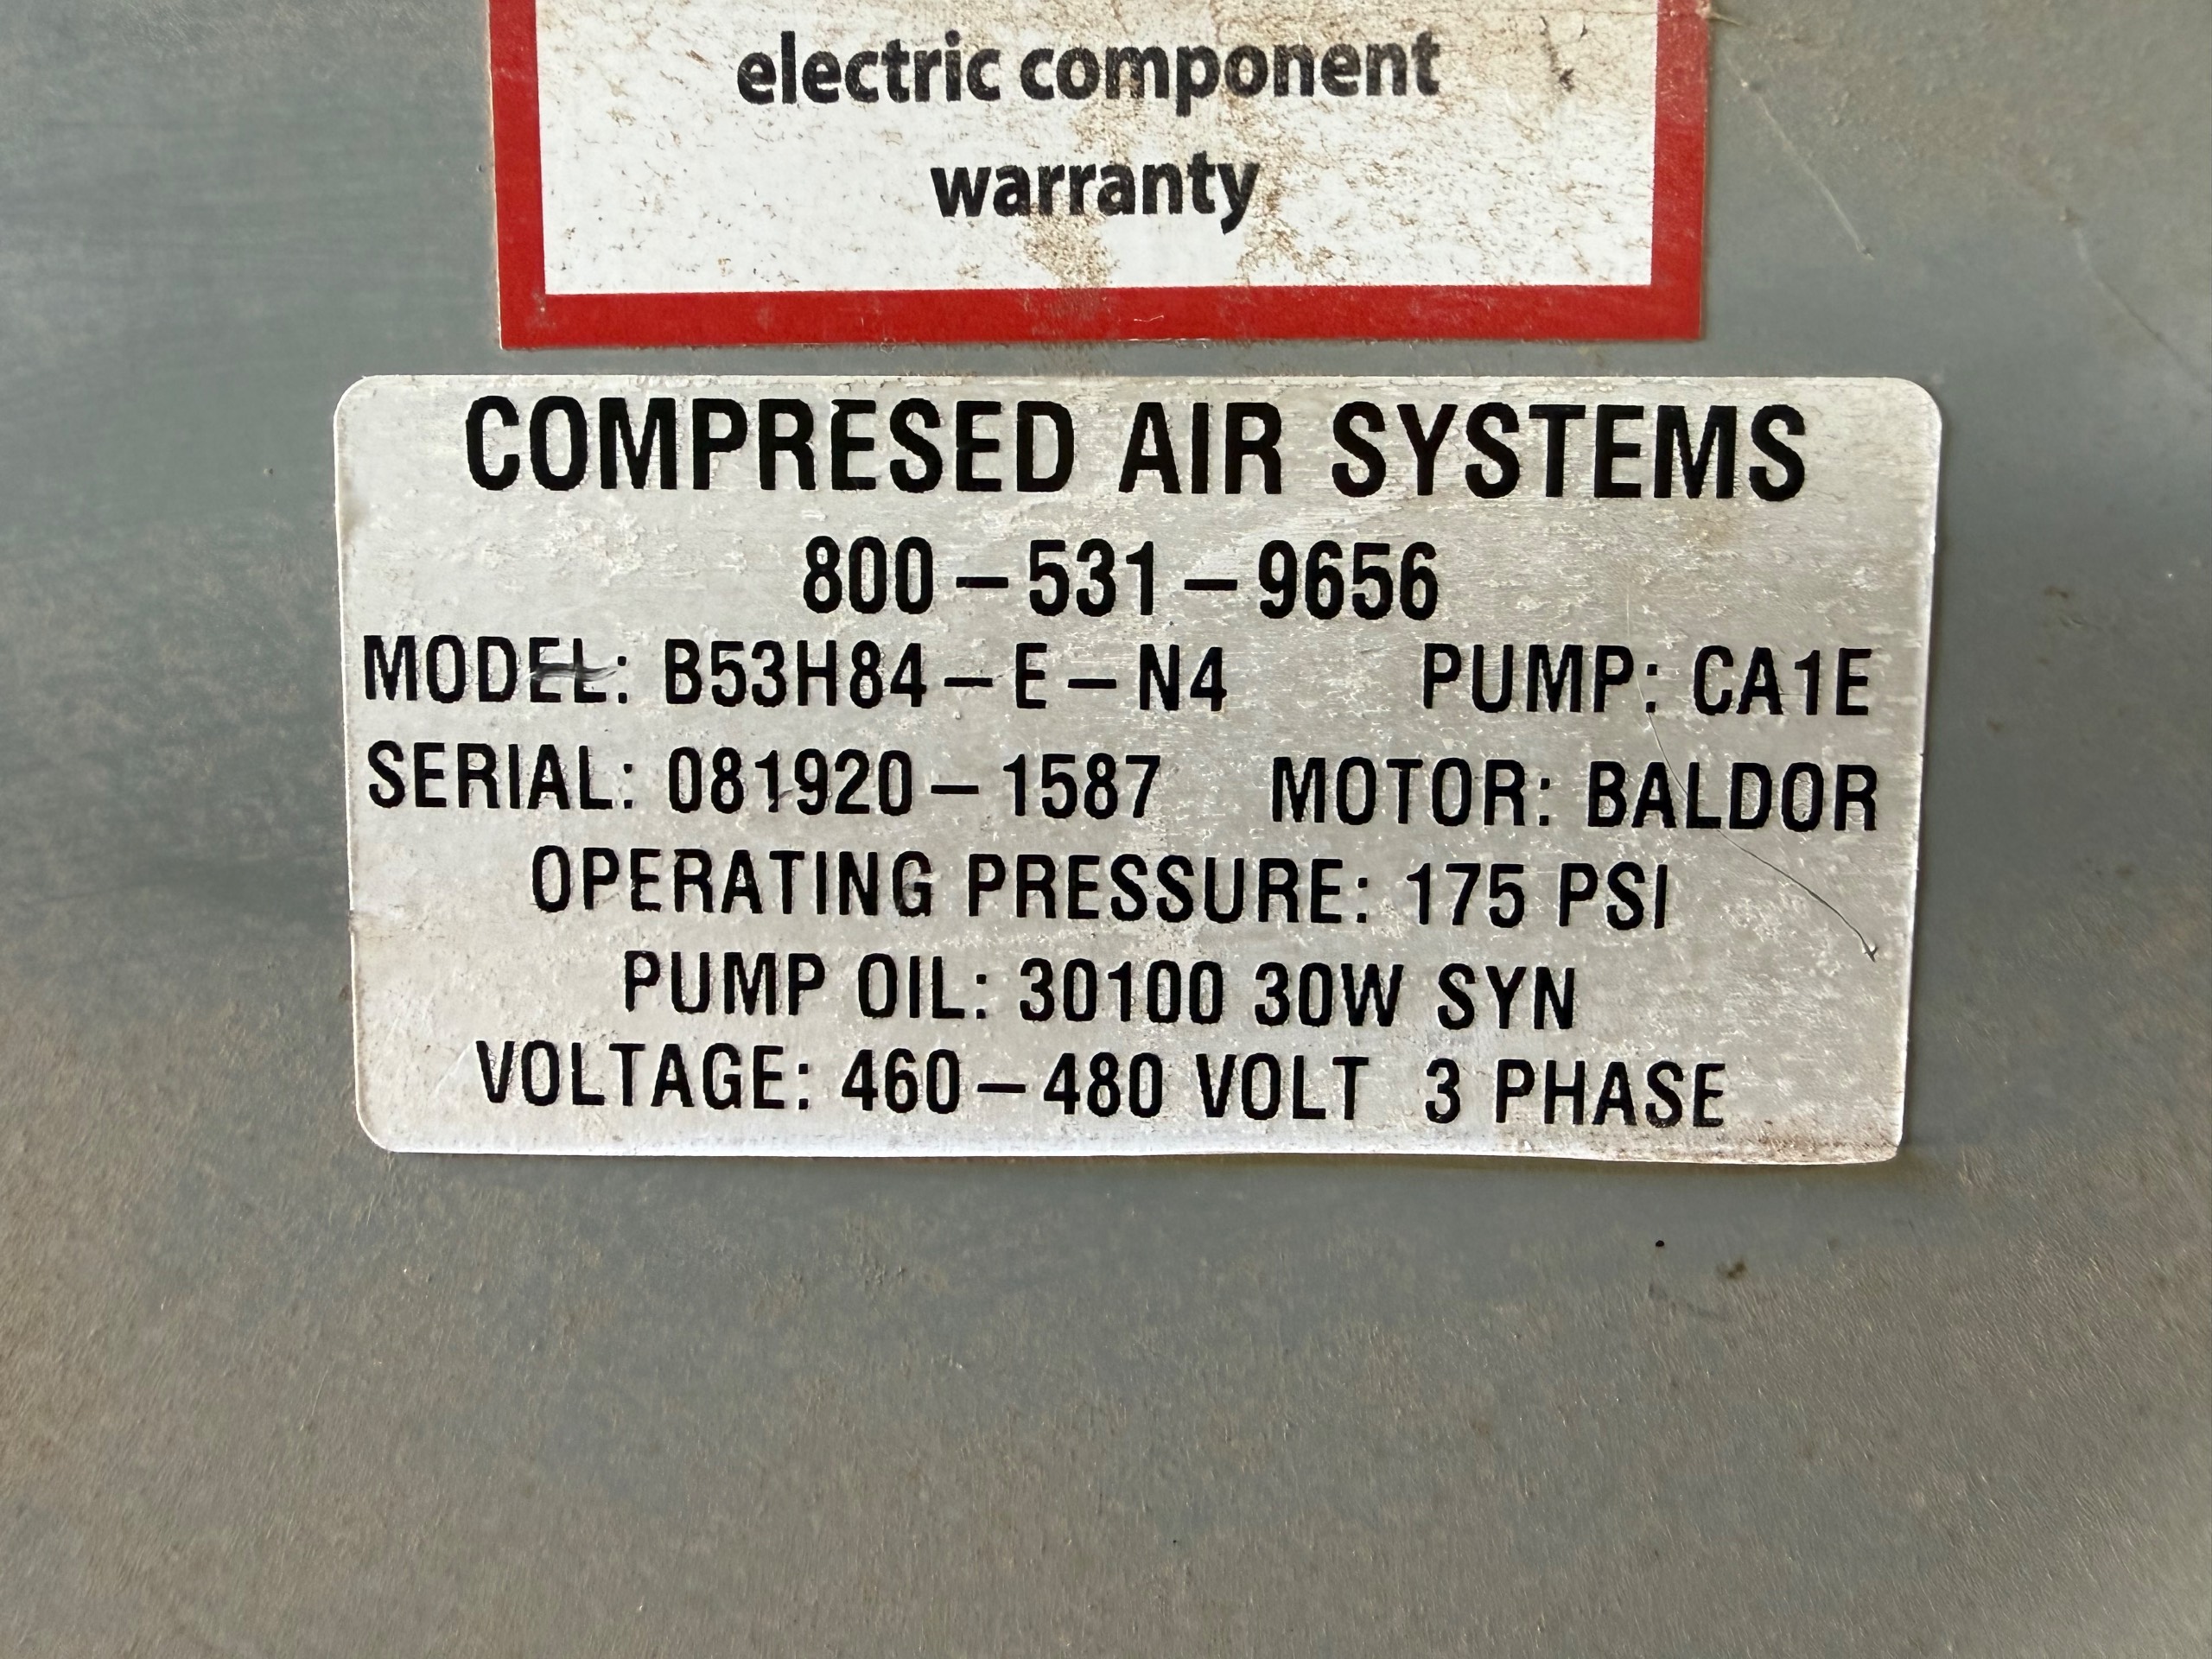 electric component
warranty
COMPRESED AIR SYSTEMS
800-531-9656
MODEL: B53H84-E-N4 PUMP: CA1E
SERIAL: 081920-1587 MOTOR: BALDOR
OPERATING PRESSURE: 175 PSI
PUMP OIL: 30100 30W SYN
VOLTAGE: 460-480 VOLT 3 PHASE